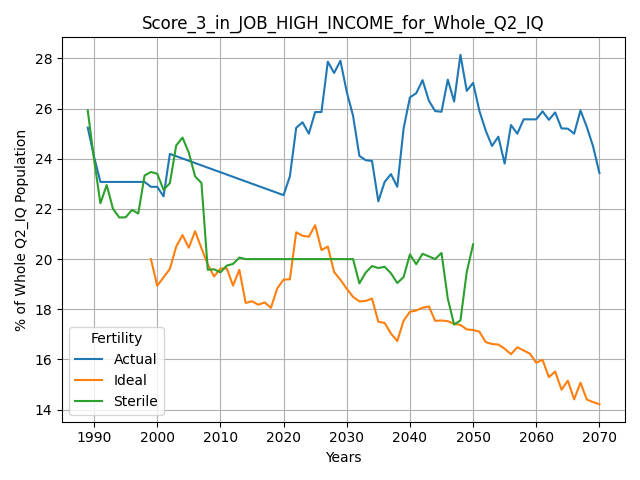 Score_3_in_JOB_HIGH_INCOME_for_Whole_Q2_IQ
% of Whole Q2_IQ Population
28
26
24
22
20
18
16
14
Fertility
Actual
Ideal
Sterile
1990 2000 2010 2020 2030 2040 2050 2060 2070
Years